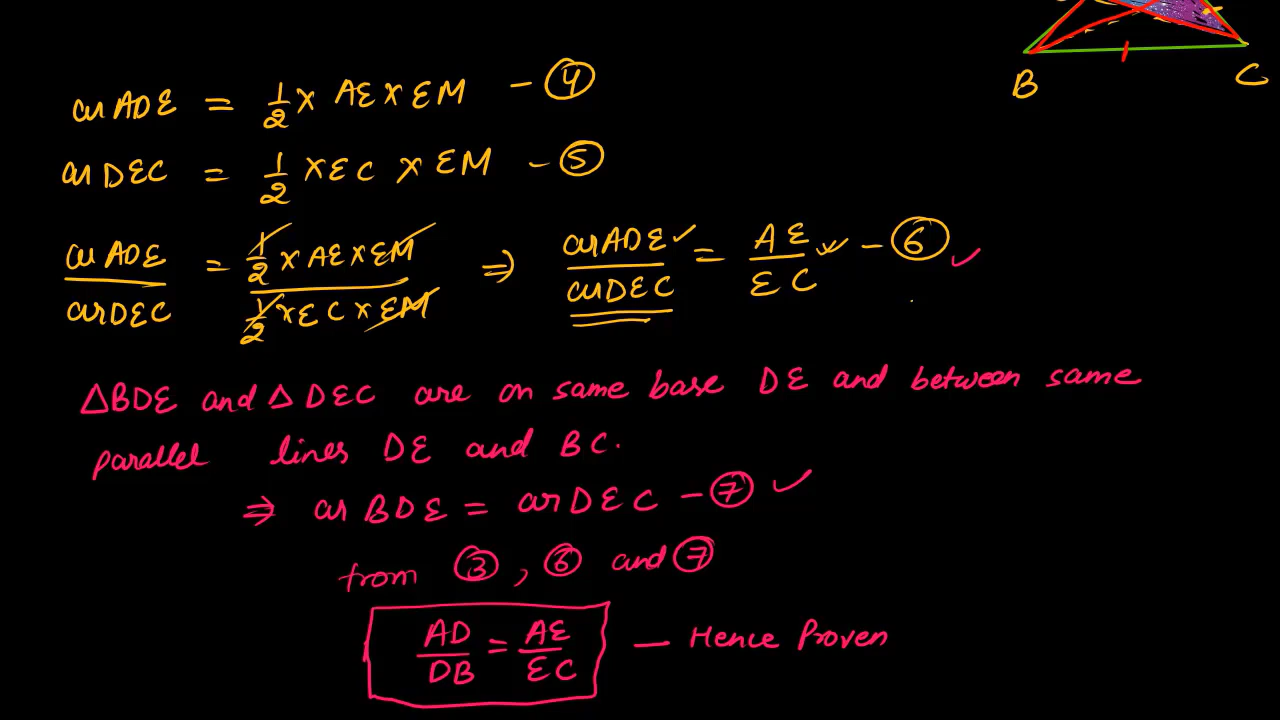 B C
ar ADE = 1/2 × AE × EM - ④
ar DEC = 1/2 × EC × EM - ⑤
ar ADE / ar DEC = 1/2 × AE × EM / 1/2 × EC × EM ⇒ ar ADE / ar DEC = AE / EC - ⑥
△BDE and △ DEC are on same base DE and between same
parallel lines DE and BC.
⇒ ar BDE = ar DEC - ⑦
from ③, ⑥ and ⑦
AD / DB = AE / EC — Hence Proven